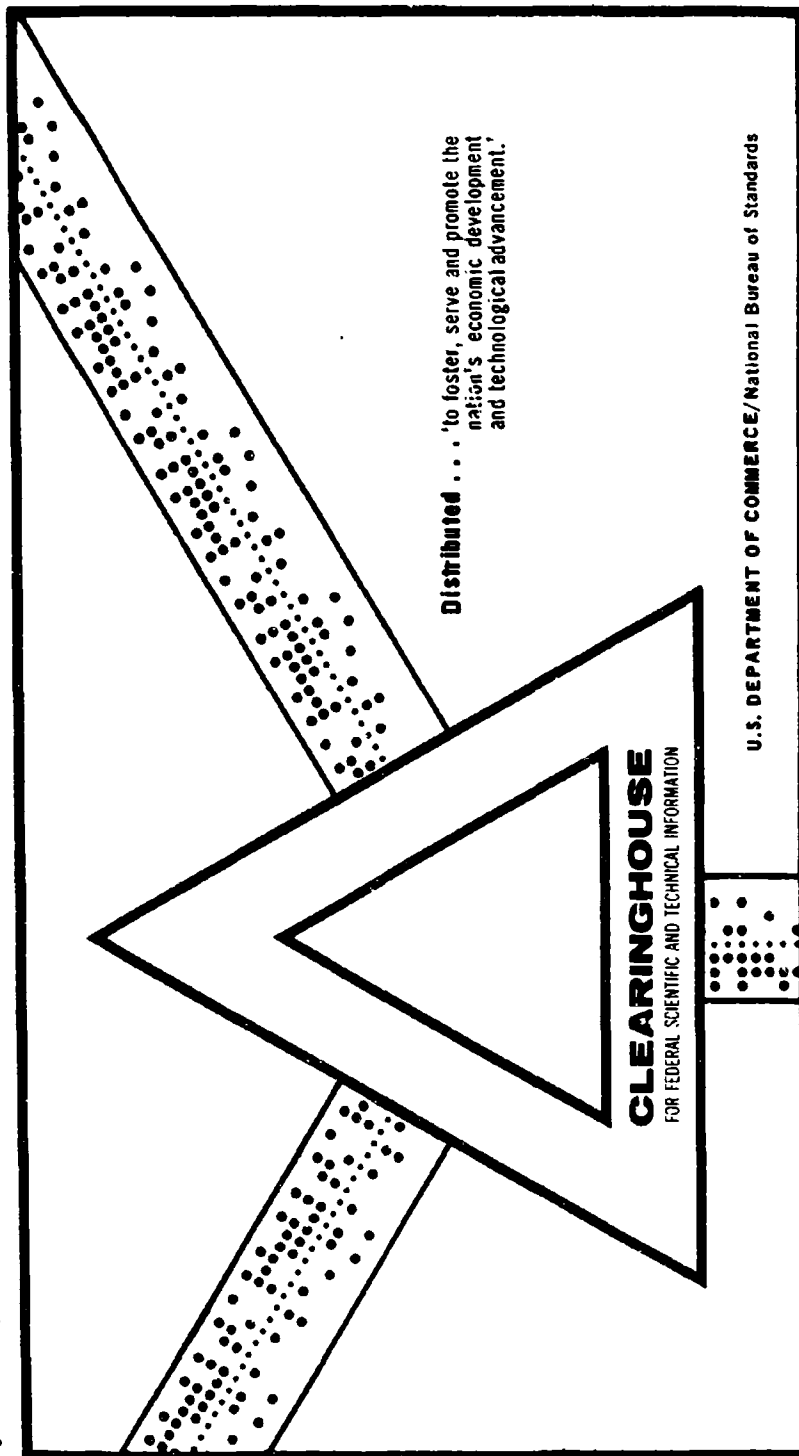 Distributed . . . 'to foster, serve and promote the
nation's economic development
and technological advancement.'
CLEARINGHOUSE
FOR FEDERAL SCIENTIFIC AND TECHNICAL INFORMATION
U.S. DEPARTMENT OF COMMERCE/National Bureau of Standards